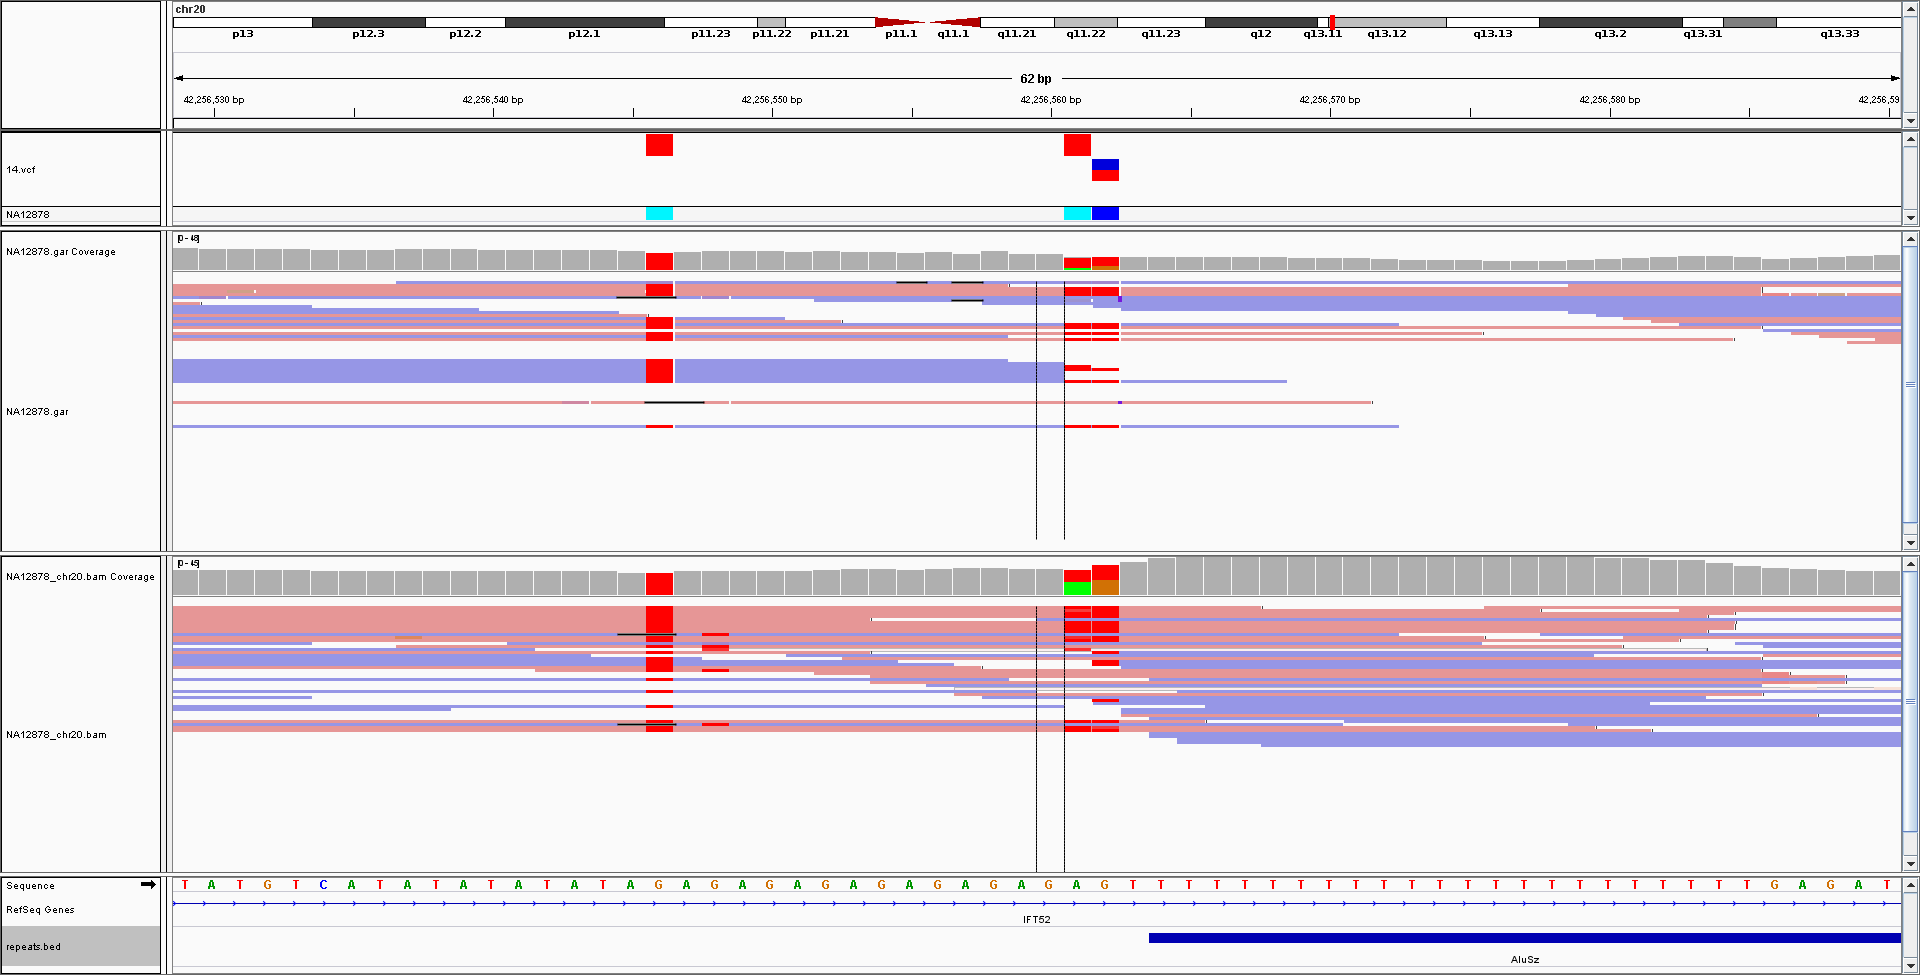 chr20
p13 p12.3 p12.2 p12.1 p11.23 p11.22 p11.21 p11.1 q11.1 q11.21 q11.22 q11.23 q12 q13.11 q13.12 q13.13 q13.2 q13.31 q13.33
62 bp
42,256,530 bp 42,256,540 bp 42,256,550 bp 42,256,560 bp 42,256,570 bp 42,256,580 bp 42,256,59
14.vcf
NA12878
[0 - 48]
NA12878.gar Coverage
NA12878.gar
[0 - 45]
NA12878_chr20.bam Coverage
NA12878_chr20.bam
Sequence T A T G T C A T A T A T A T A T A G A G A G A G A G A G A G A G A G T T T T T T T T T T T T T T T T T T T T T T T G A G A T
RefSeq Genes
IFT52
repeats.bed
AluSz